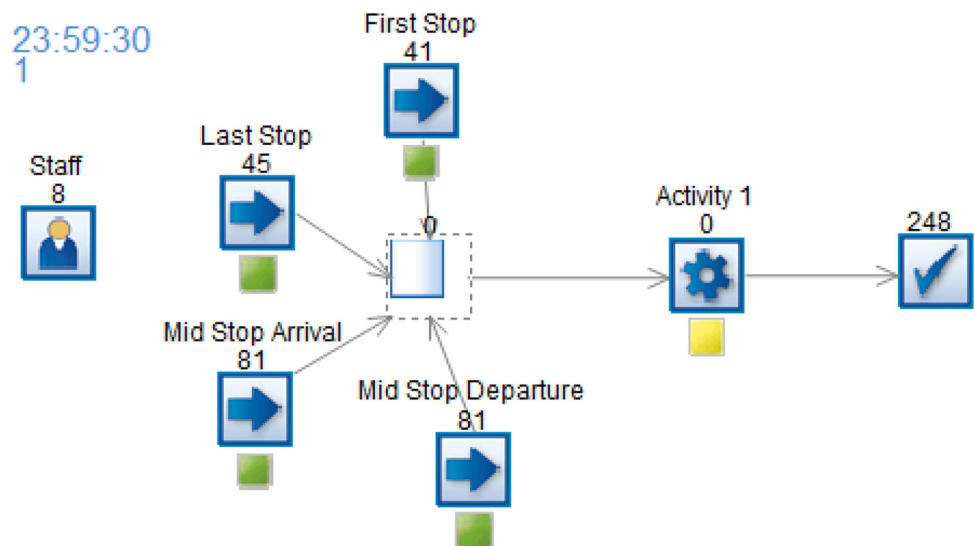 23:59:30
1
First Stop
41
Last Stop
45
Staff
8
0
Activity 1
0
248
Mid Stop Arrival
81
Mid Stop Departure
81